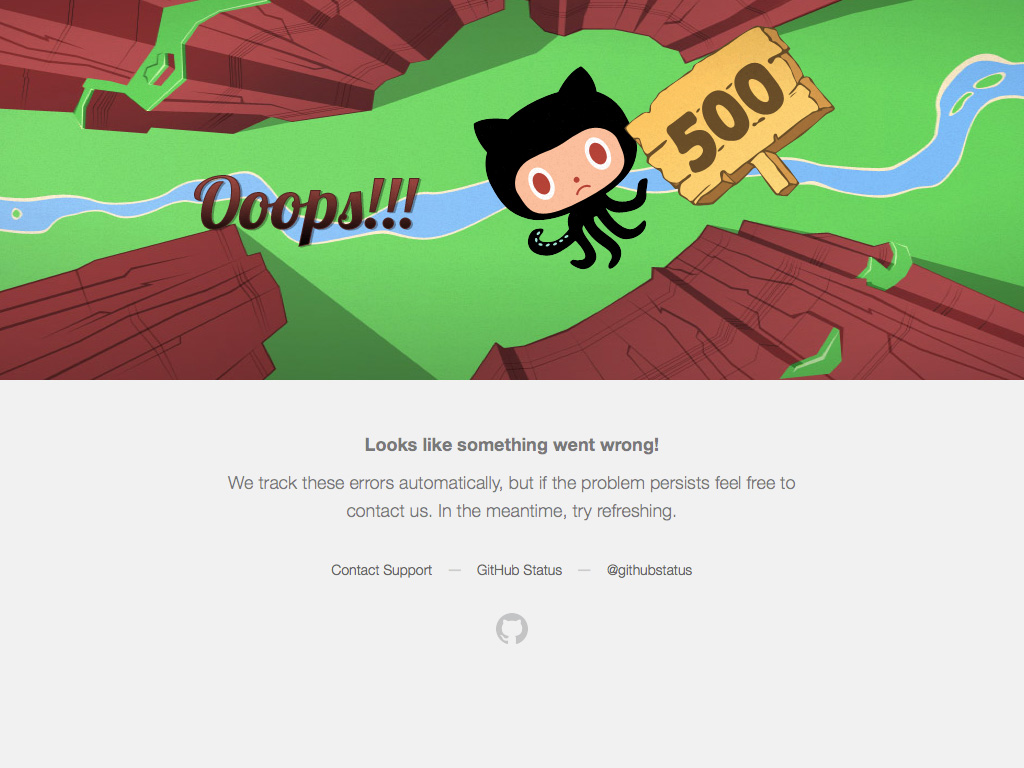 500
Ooops!!!
Looks like something went wrong!
We track these errors automatically, but if the problem persists feel free to
contact us. In the meantime, try refreshing.
Contact Support — GitHub Status — @githubstatus